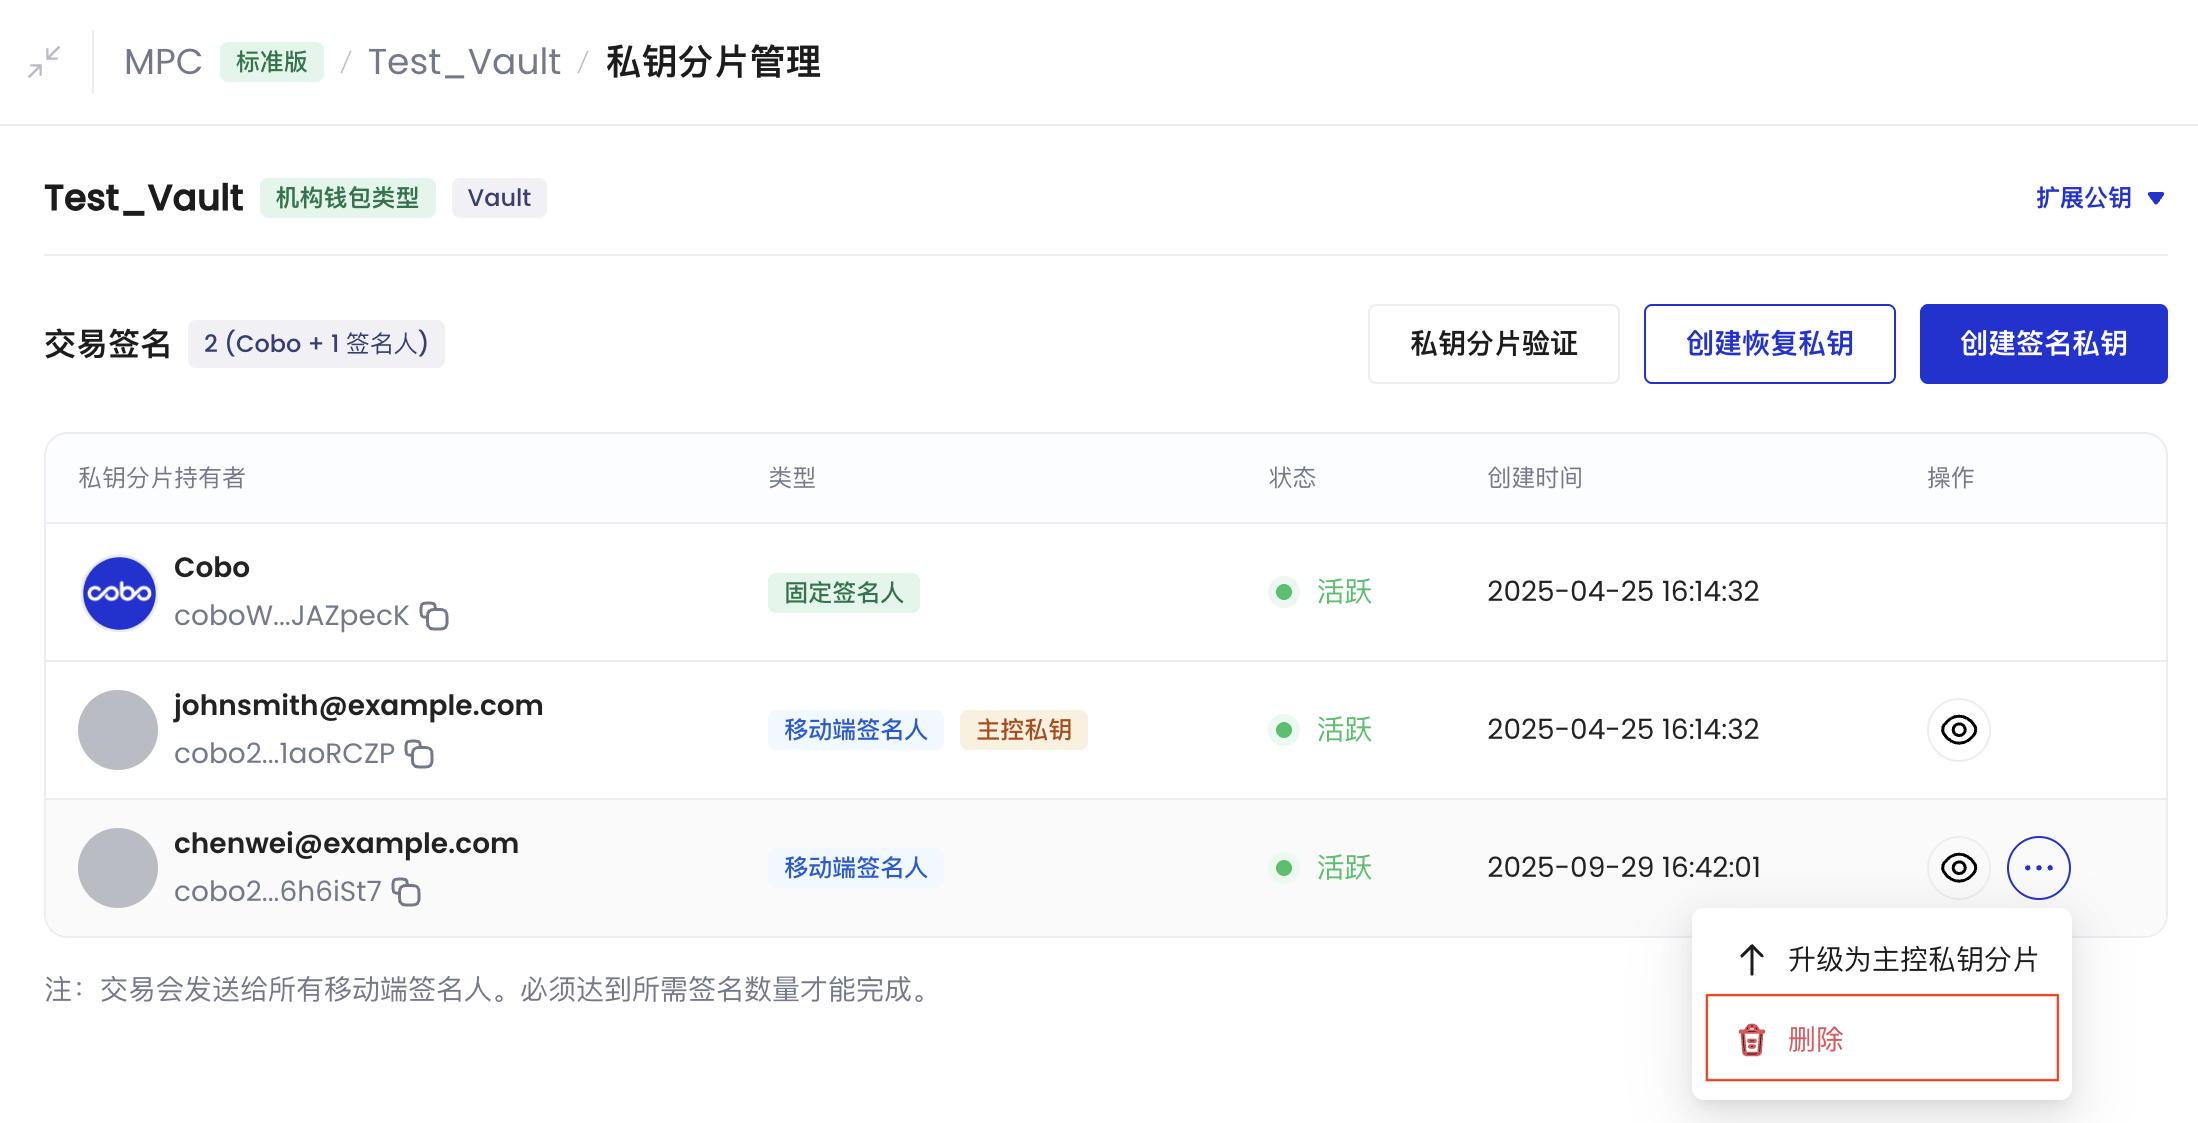 MPC 标准版 / Test_Vault / 私钥分片管理
Test_Vault 机构钱包类型 Vault 扩展公钥
交易签名 2 (Cobo + 1 签名人) 私钥分片验证 创建恢复私钥 创建签名私钥
私钥分片持有者 类型 状态 创建时间 操作
cobo
Cobo
coboW...JAZpecK
固定签名人 活跃 2025-04-25 16:14:32
johnsmith@example.com
cobo2...1aoRCZP
移动端签名人 主控私钥 活跃 2025-04-25 16:14:32
chenwei@example.com
cobo2...6h6iSt7
移动端签名人 活跃 2025-09-29 16:42:01
升级为主控私钥分片
删除
注：交易会发送给所有移动端签名人。必须达到所需签名数量才能完成。